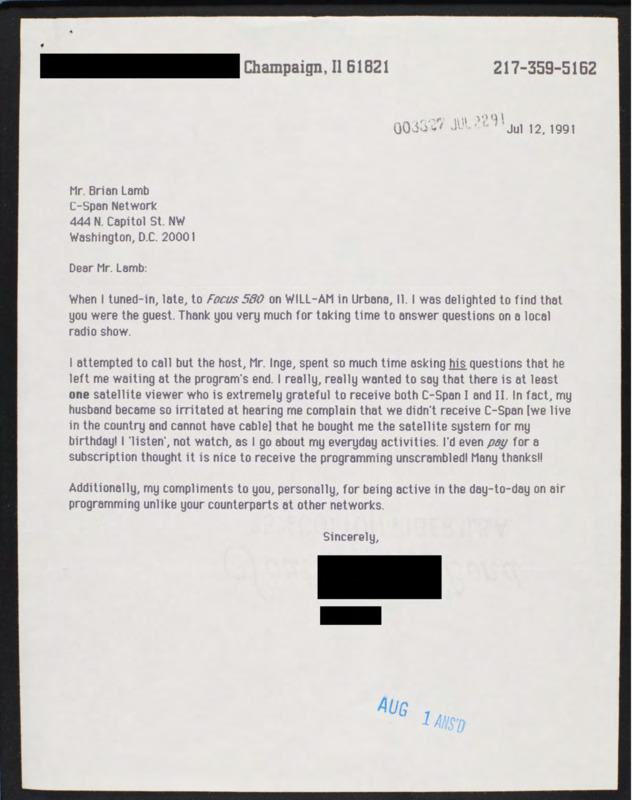 Champaign, Il 61821 217-359-5162
003327 JUL 2291 Jul 12, 1991
Mr. Brian Lamb
C-Span Network
444 N. Capitol St. NW
Washington, D.C. 20001
Dear Mr. Lamb:
When I tuned-in, late, to Focus 580 on WILL-AM in Urbana, Il. I was delighted to find that
you were the guest. Thank you very much for taking time to answer questions on a local
radio show.
I attempted to call but the host, Mr. Inge, spent so much time asking his questions that he
left me waiting at the program's end. I really, really wanted to say that there is at least
one satellite viewer who is extremely grateful to receive both C-Span I and II. In fact, my
husband became so irritated at hearing me complain that we didn't receive C-Span [we live
in the country and cannot have cable] that he bought me the satellite system for my
birthday! I 'listen', not watch, as I go about my everyday activities. I'd even pay for a
subscription thought it is nice to receive the programming unscrambled! Many thanks!!
Additionally, my compliments to you, personally, for being active in the day-to-day on air
programming unlike your counterparts at other networks.
Sincerely,
AUG 1 ANS'D